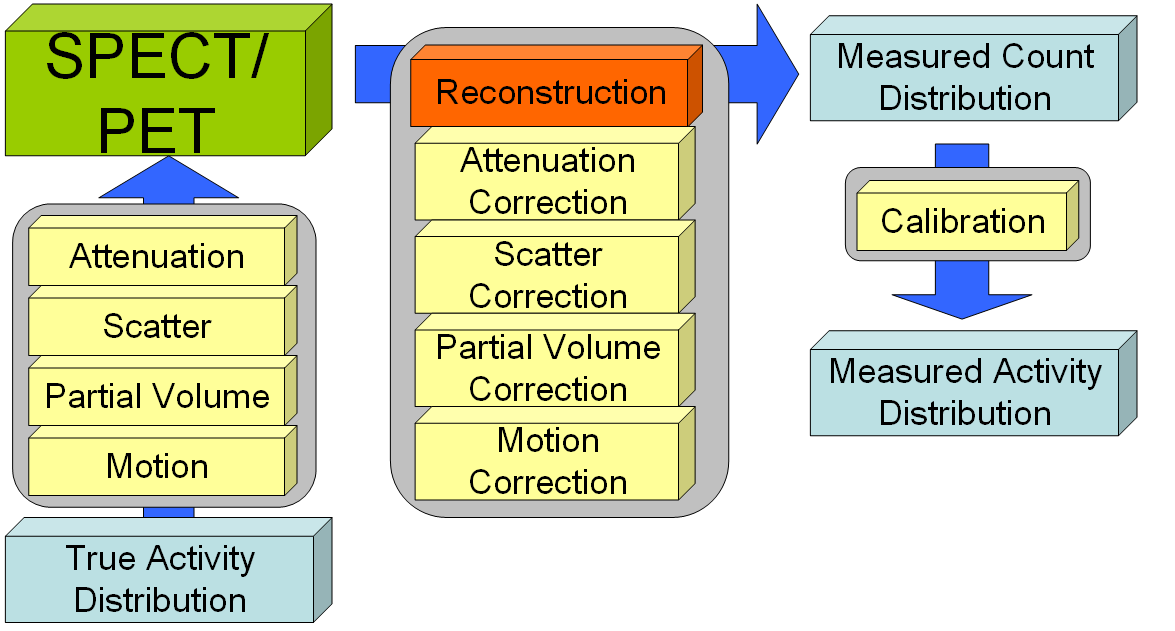 SPECT/
PET
Attenuation
Scatter
Partial Volume
Motion
True Activity
Distribution
Reconstruction
Attenuation
Correction
Scatter
Correction
Partial Volume
Correction
Motion
Correction
Measured Count
Distribution
Calibration
Measured Activity
Distribution